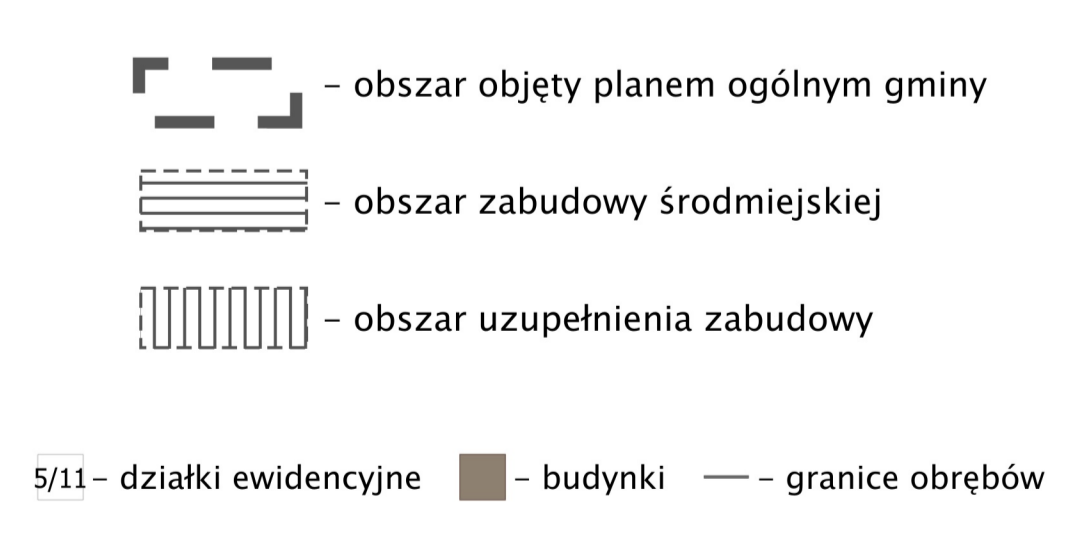 – obszar objęty planem ogólnym gminy
– obszar zabudowy śródmiejskiej
– obszar uzupełnienia zabudowy
5/11 – działki ewidencyjne – budynki – granice obrębów